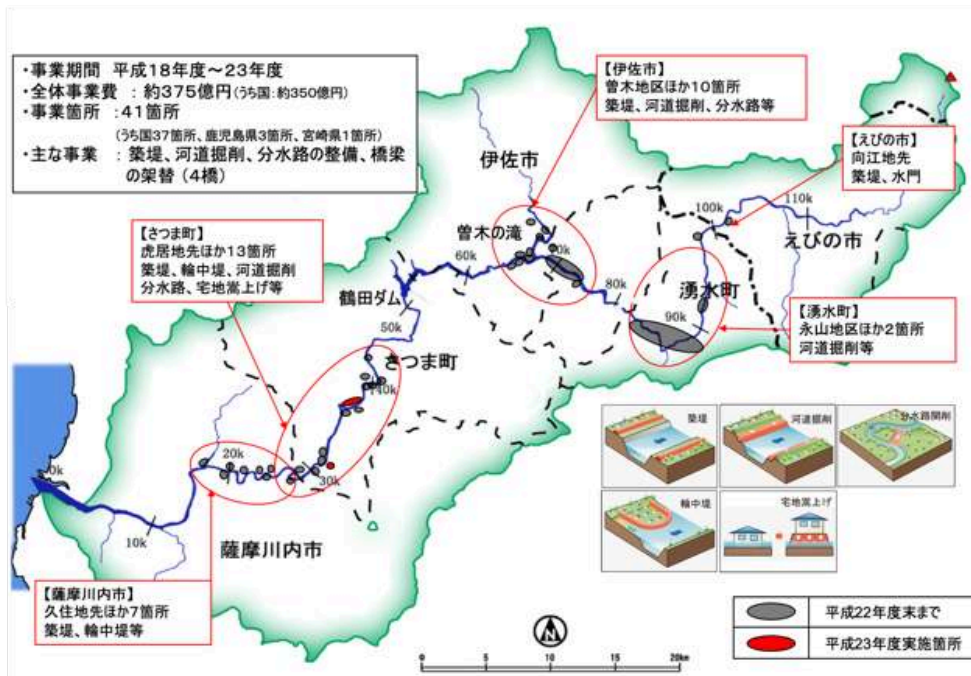 ・事業期間 平成18年度～23年度
・全体事業費 : 約375億円(うち国:約350億円)
・事業箇所 :41箇所
(うち国37箇所、鹿児島県3箇所、宮崎県1箇所)
・主な事業 : 築堤、河道掘削、分水路の整備、橋梁
の架替(4橋)
【伊佐市】
曽木地区ほか10箇所
築堤、河道掘削、分水路等
【えびの市】
向江地先
築堤、水門
【さつま町】
虎居地先ほか13箇所
築堤、輪中堤、河道掘削
分水路、宅地嵩上げ等
【湧水町】
永山地区ほか2箇所
河道掘削等
【薩摩川内市】
久住地先ほか7箇所
築堤、輪中堤等
伊佐市
曽木の滝
えびの市
湧水町
鶴田ダム
さつま町
薩摩川内市
0k
10k
20k
30k
40k
50k
60k
70k
80k
90k
100k
110k
築堤
河道掘削
分水路開削
輪中堤
宅地嵩上げ
平成22年度末まで
平成23年度実施箇所
N
0
5
10
15
20km